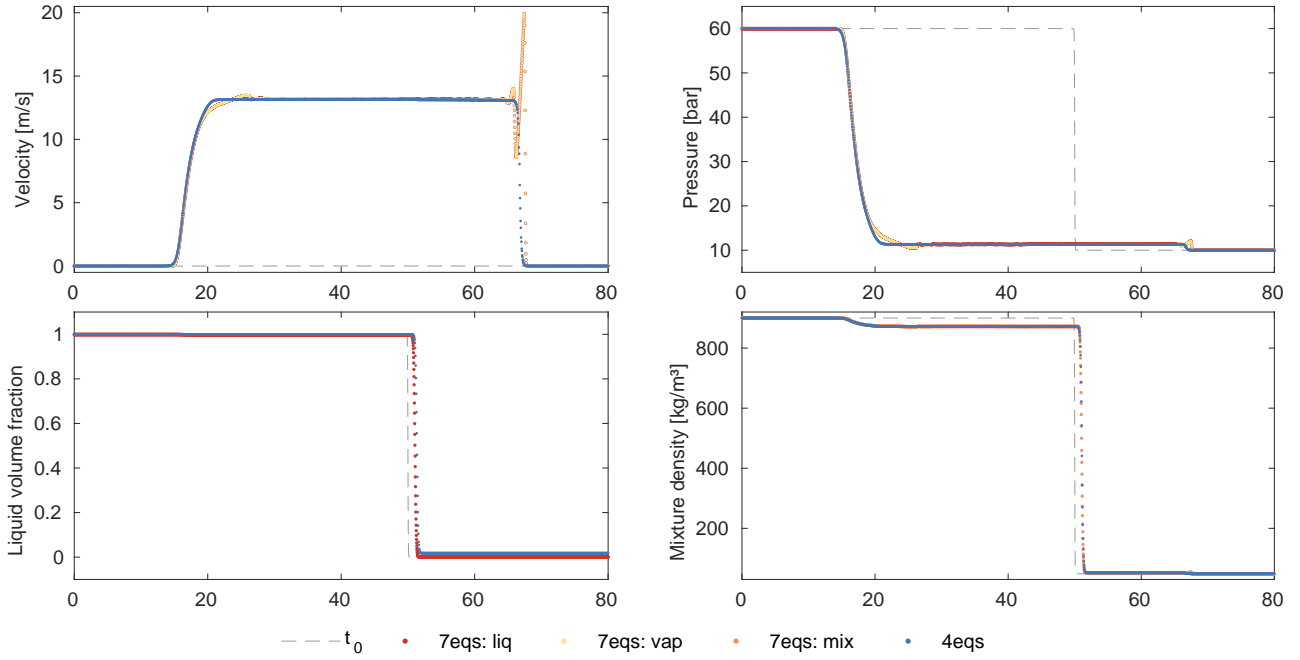 20
15
10
5
0
Velocity [m/s]
0 20 40 60 80
60
50
40
30
20
10
Pressure [bar]
0 20 40 60 80
1
0.8
0.6
0.4
0.2
0
Liquid volume fraction
0 20 40 60 80
800
600
400
200
Mixture density [kg/m³]
0 20 40 60 80
t_0 7eqs: liq 7eqs: vap 7eqs: mix 4eqs